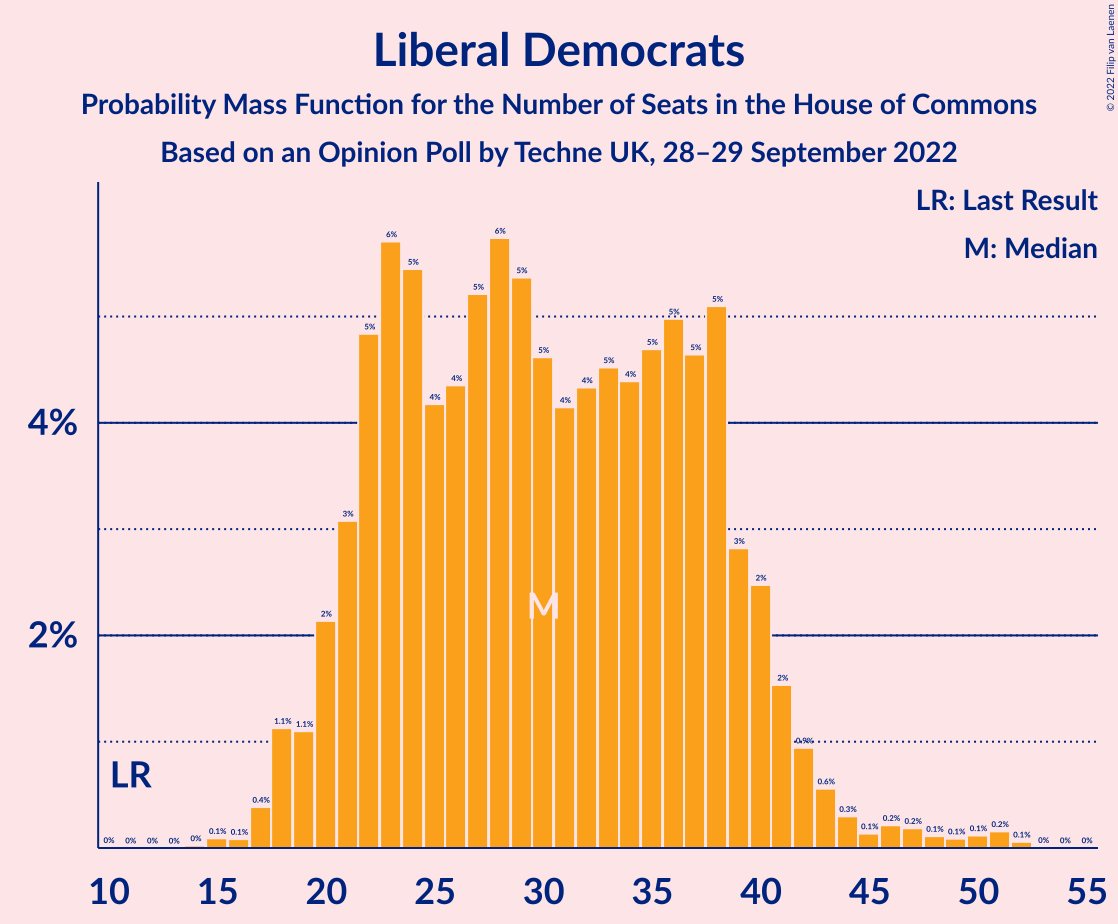 Liberal Democrats
Probability Mass Function for the Number of Seats in the House of Commons
Based on an Opinion Poll by Techne UK, 28–29 September 2022
© 2022 Filip van Laenen
LR: Last Result
M: Median
4%
2%
0% 0% 0% 0% 0% 0.1% 0.1% 0.4% 1.1% 1.1% 2% 3% 5% 6% 5% 4% 4% 5% 6% 5% 5% 4% 4% 5% 4% 5% 5% 5% 5% 3% 2% 2% 0.9% 0.6% 0.3% 0.1% 0.2% 0.2% 0.1% 0.1% 0.1% 0.2% 0.1% 0% 0% 0%
LR
M
10 15 20 25 30 35 40 45 50 55